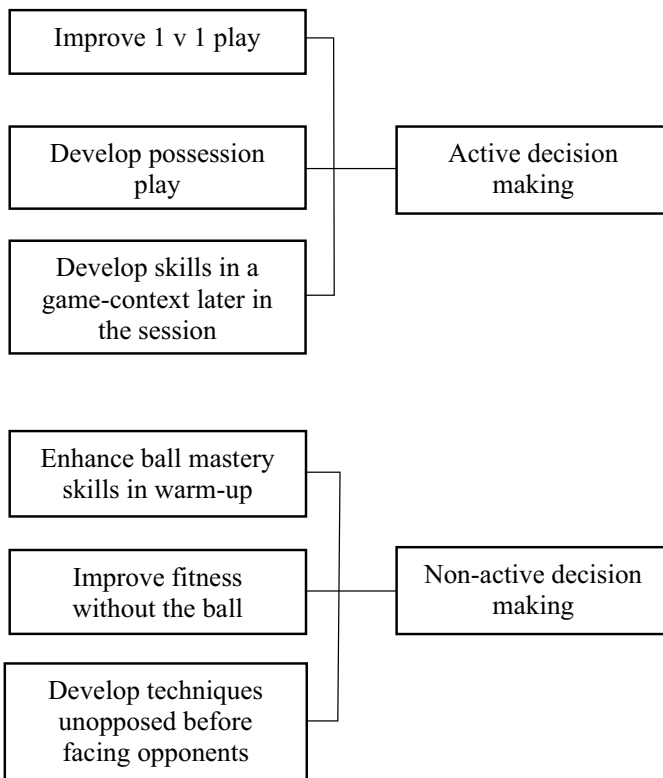 Improve 1 v 1 play
Develop possession
play
Active decision
making
Develop skills in a
game-context later in
the session
Enhance ball mastery
skills in warm-up
Improve fitness
without the ball
Non-active decision
making
Develop techniques
unopposed before
facing opponents